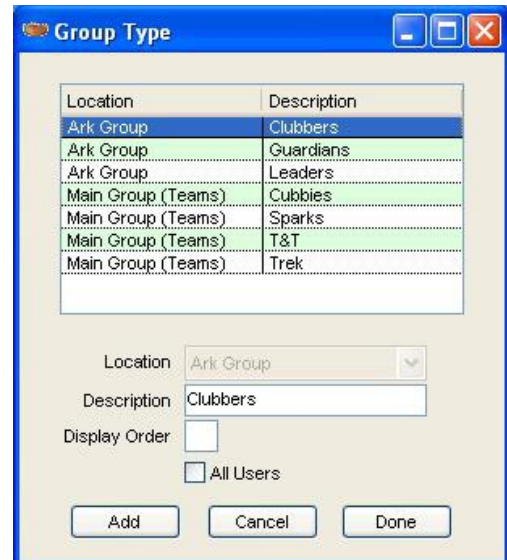 Group Type
Location Description
Ark Group Clubbers
Ark Group Guardians
Ark Group Leaders
Main Group (Teams) Cubbies
Main Group (Teams) Sparks
Main Group (Teams) T&T
Main Group (Teams) Trek
Location Ark Group
Description Clubbers
Display Order
All Users
Add Cancel Done